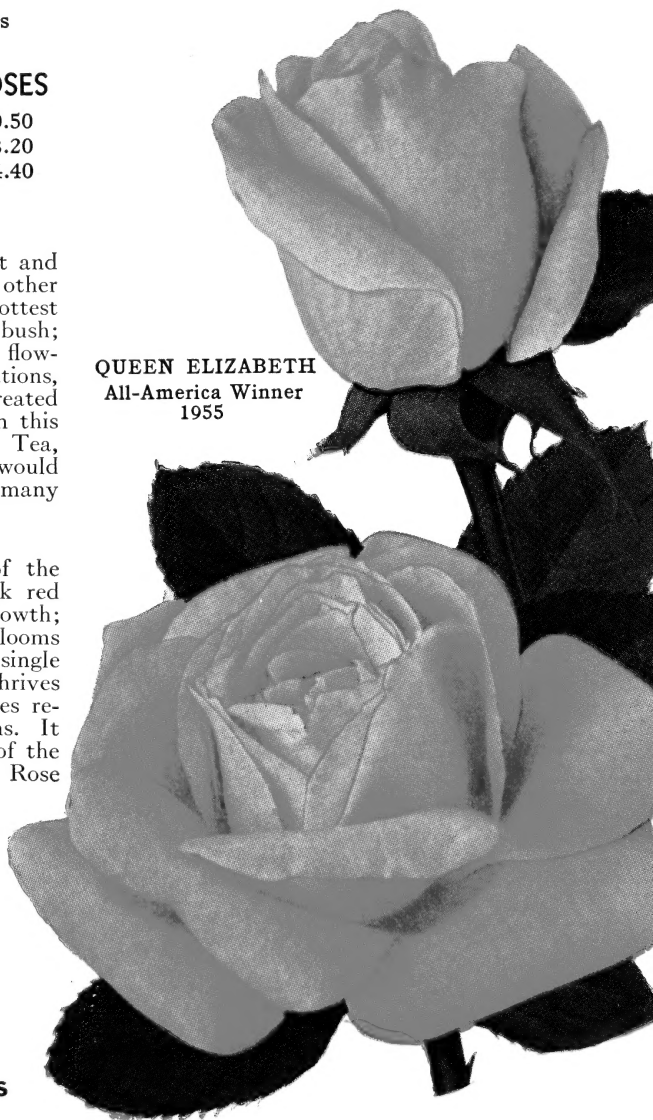 s
OSES
.50
.20
.40
t and
other
ottest
bush;
flow-
tions,
reated
n this
Tea,
would
many
QUEEN ELIZABETH
All-America Winner
1955
of the
k red
owth;
looms
single
hrives
es re-
ns. It
of the
Rose
s